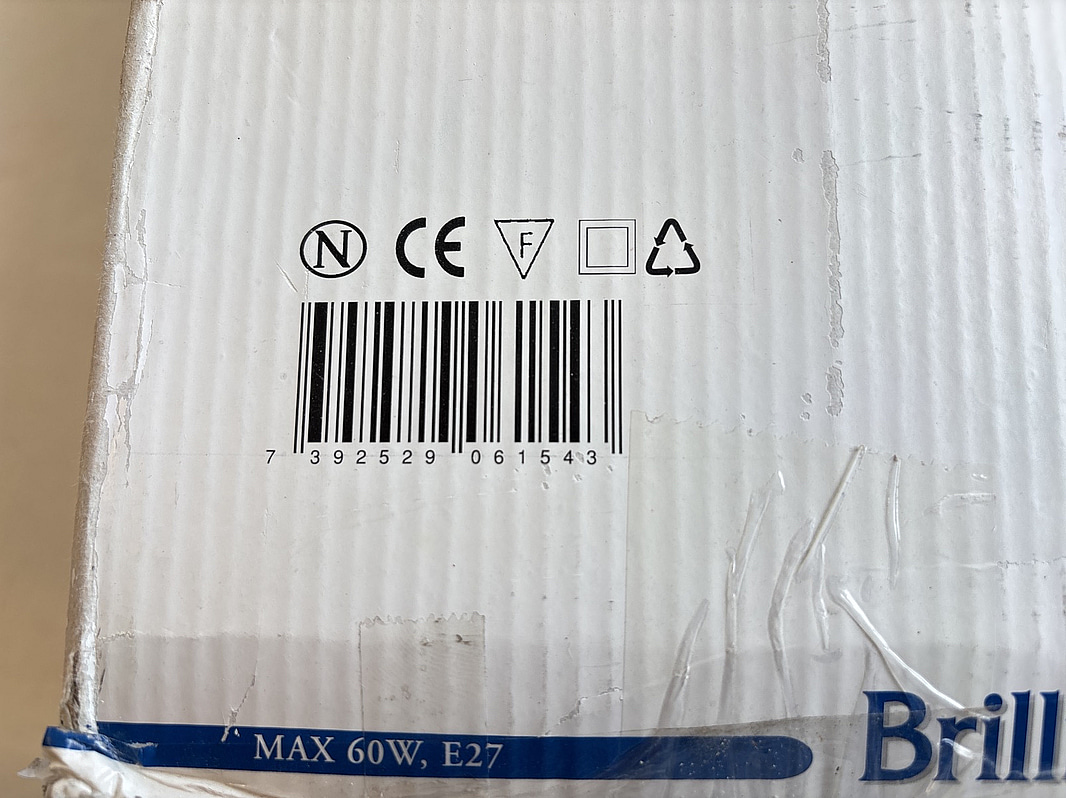 N CE F
7 392529 061543
MAX 60W, E27
Brill